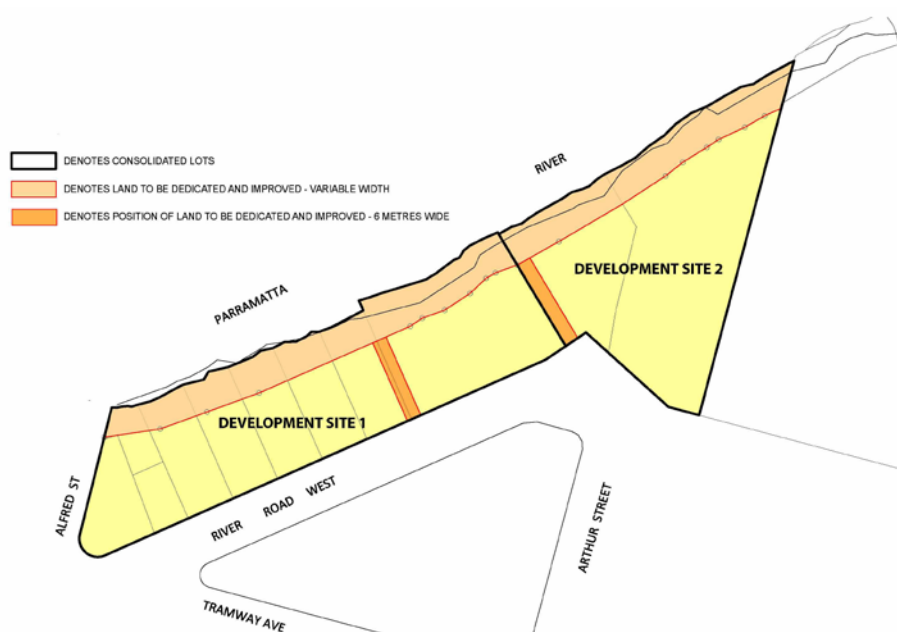 DENOTES CONSOLIDATED LOTS
DENOTES LAND TO BE DEDICATED AND IMPROVED - VARIABLE WIDTH
DENOTES POSITION OF LAND TO BE DEDICATED AND IMPROVED - 6 METRES WIDE
RIVER
PARRAMATTA
DEVELOPMENT SITE 2
DEVELOPMENT SITE 1
ALFRED ST
RIVER ROAD WEST
ARTHUR STREET
TRAMWAY AVE